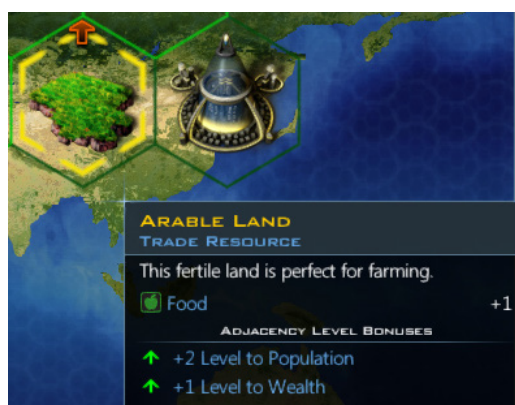 Arable Land
Trade Resource
This fertile land is perfect for farming.
Food +1
Adjacency Level Bonuses
+2 Level to Population
+1 Level to Wealth